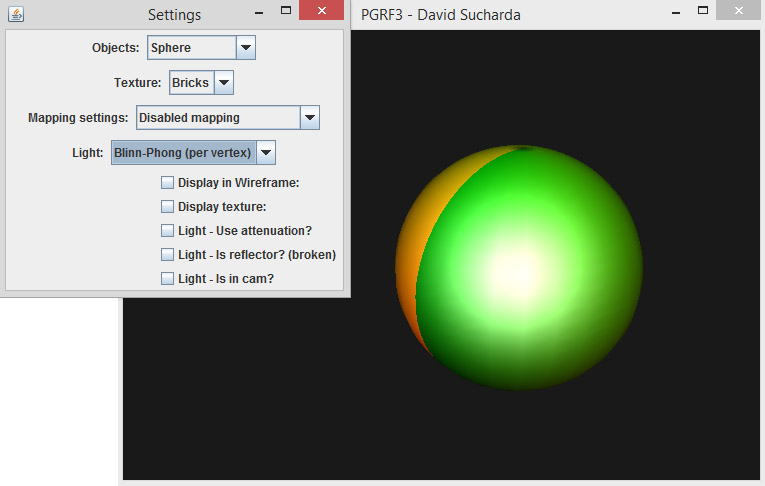 Settings
PGRF3 - David Sucharda
Objects: Sphere
Texture: Bricks
Mapping settings: Disabled mapping
Light: Blinn-Phong (per vertex)
Display in Wireframe:
Display texture:
Light - Use attenuation?
Light - Is reflector? (broken)
Light - Is in cam?